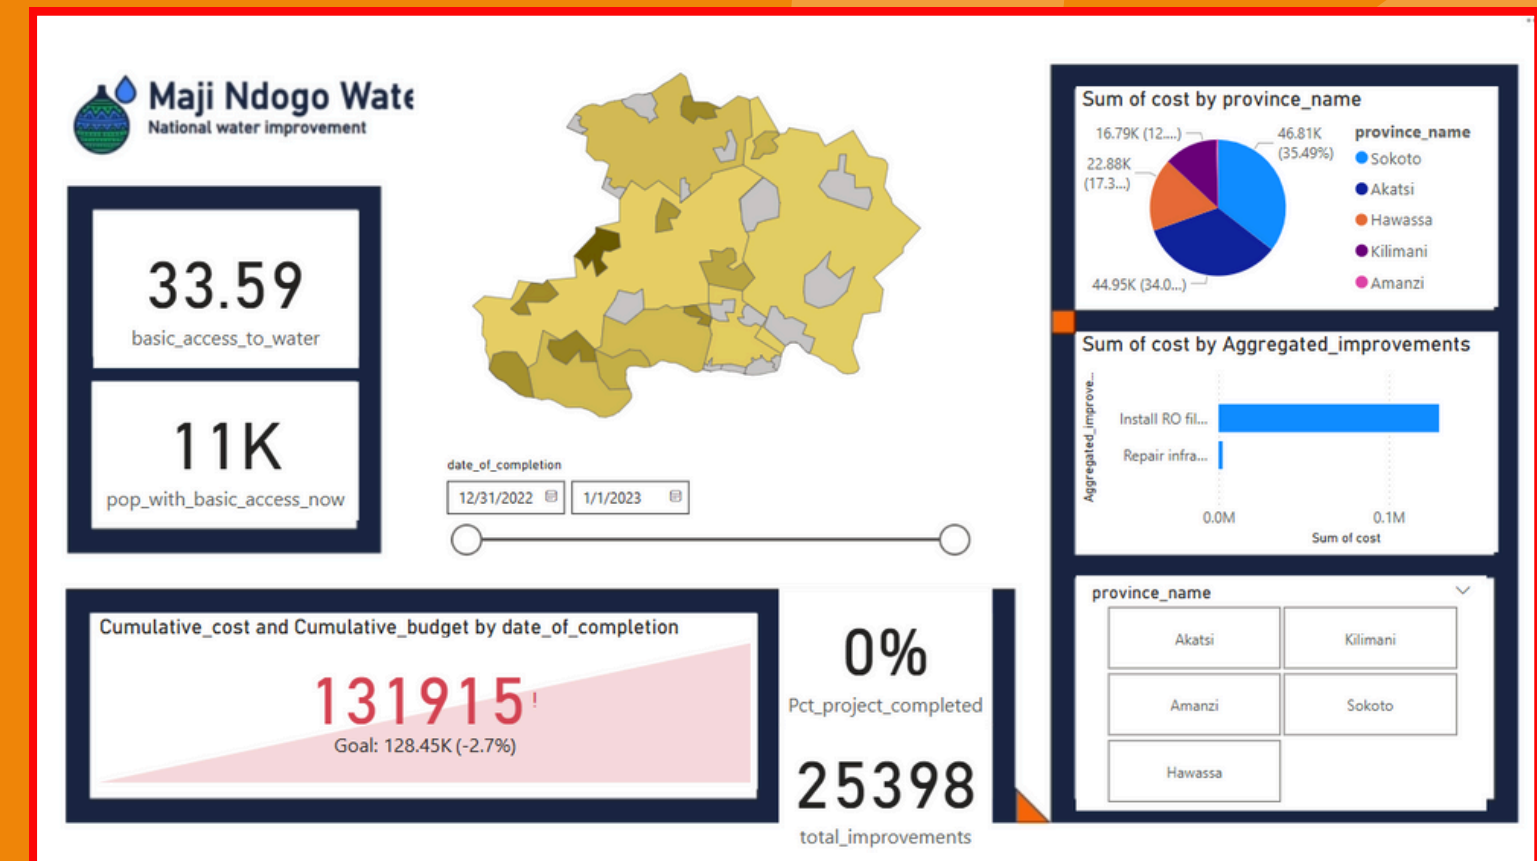 Maji Ndogo Wate
National water improvement
33.59
basic_access_to_water
11K
pop_with_basic_access_now
date_of_completion
12/31/2022
1/1/2023
Cumulative_cost and Cumulative_budget by date_of_completion
131915!
Goal: 128.45K (-2.7%)
0%
Pct_project_completed
25398
total_improvements
Sum of cost by province_name
16.79K (12....)
46.81K
(35.49%)
22.88K
(17.3...)
44.95K (34.0...)
province_name
Sokoto
Akatsi
Hawassa
Kilimani
Amanzi
Sum of cost by Aggregated_improvements
Aggregated_improve...
Install RO fil...
Repair infra...
0.0M
0.1M
Sum of cost
province_name
Akatsi
Kilimani
Amanzi
Sokoto
Hawassa